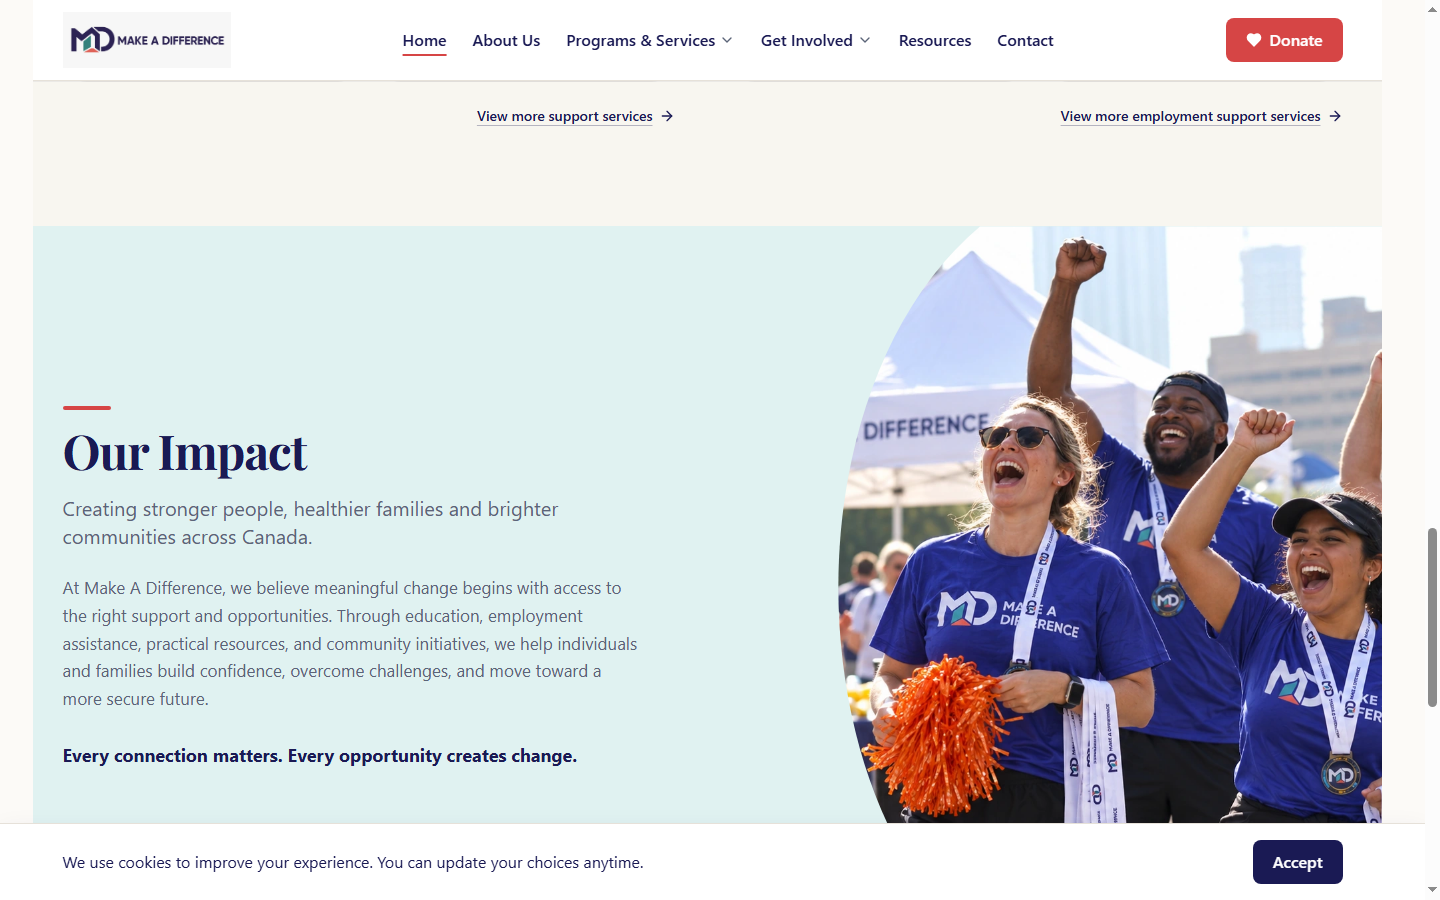 MD MAKE A DIFFERENCE
Home
About Us
Programs & Services
Get Involved
Resources
Contact
Donate
View more support services
View more employment support services
Our Impact
Creating stronger people, healthier families and brighter
communities across Canada.
At Make A Difference, we believe meaningful change begins with access to
the right support and opportunities. Through education, employment
assistance, practical resources, and community initiatives, we help individuals
and families build confidence, overcome challenges, and move toward a
more secure future.
Every connection matters. Every opportunity creates change.
DIFFERENCE
M
MD MAKE A
DIFFERENCE
MD
MD
MD
We use cookies to improve your experience. You can update your choices anytime.
Accept